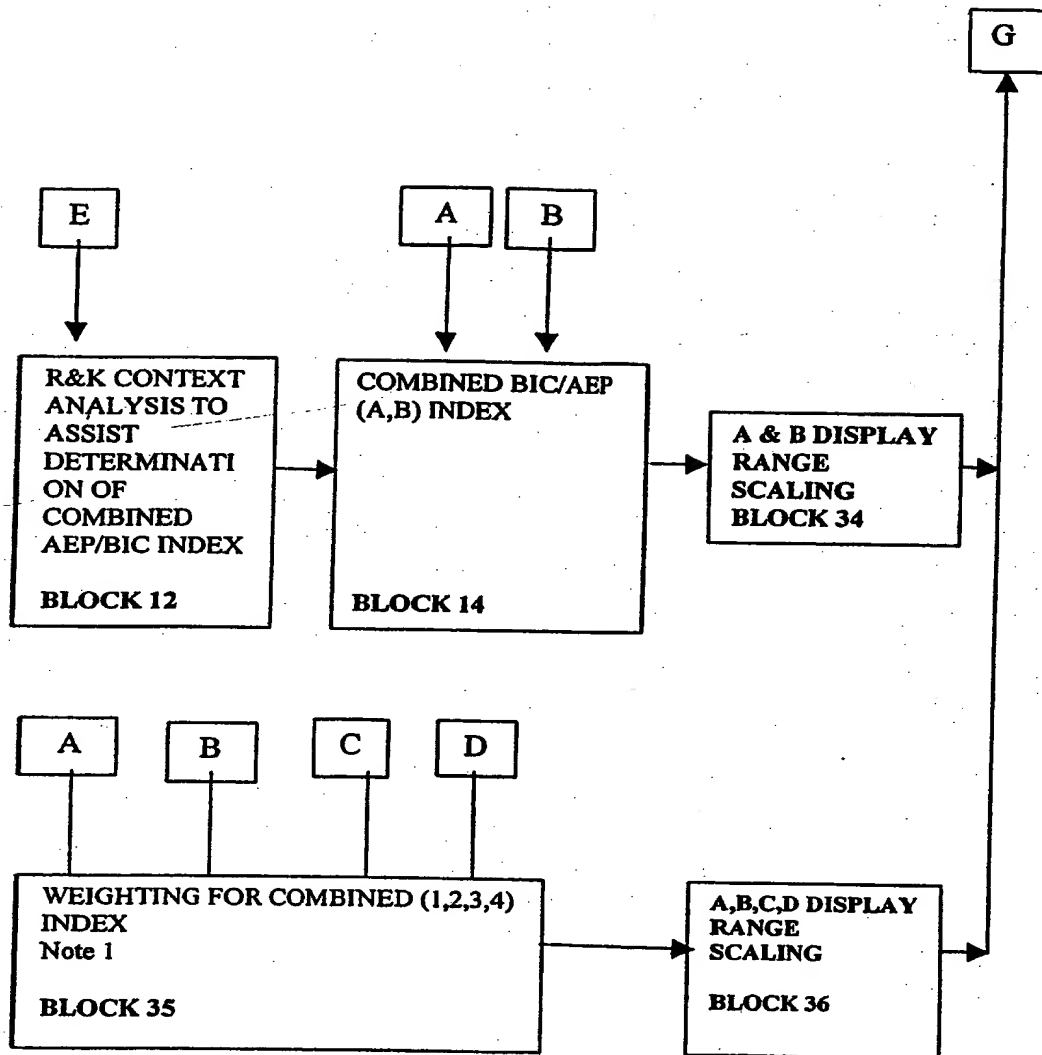 G
E
A
B
R&K CONTEXT
ANALYSIS TO
ASSIST
DETERMINATI
ON OF
COMBINED
AEP/BIC INDEX
BLOCK 12
COMBINED BIC/AEP
(A,B) INDEX
BLOCK 14
A & B DISPLAY
RANGE
SCALING
BLOCK 34
A
B
C
D
WEIGHTING FOR COMBINED (1,2,3,4)
INDEX
Note 1
BLOCK 35
A,B,C,D DISPLAY
RANGE
SCALING
BLOCK 36